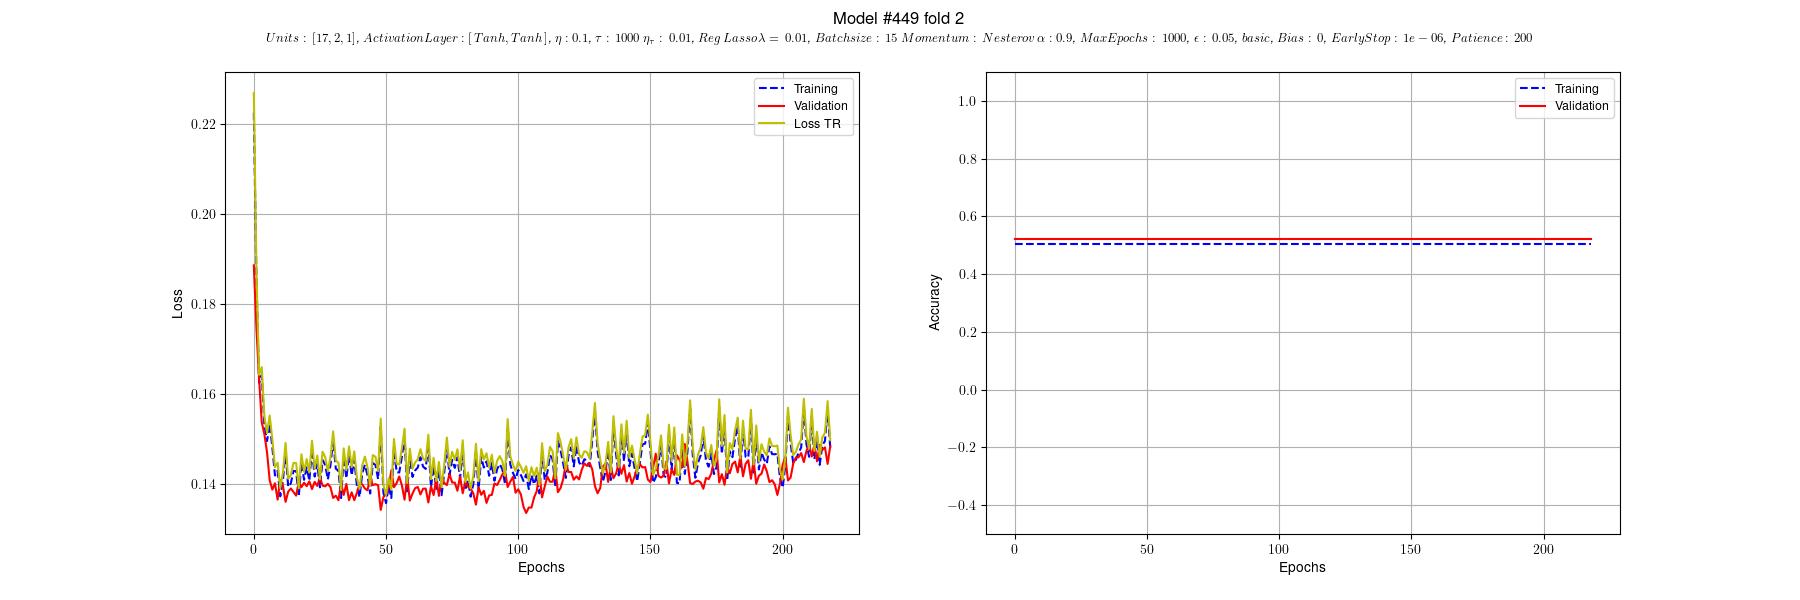 Model #449 fold 2
Units : [17, 2, 1], ActivationLayer : [Tanh, Tanh], η : 0.1, τ : 1000 η_τ : 0.01, Reg Lasso λ = 0.01, Batchsize : 15 Momentum : Nesterov α : 0.9, MaxEpochs : 1000, ϵ : 0.05, basic, Bias : 0, EarlyStop : 1e − 06, Patience : 200
Training
Validation
Loss TR
0.22
0.20
0.18
0.16
0.14
Loss
0 50 100 150 200
Epochs
Training
Validation
1.0
0.8
0.6
0.4
0.2
0.0
−0.2
−0.4
Accuracy
0 50 100 150 200
Epochs